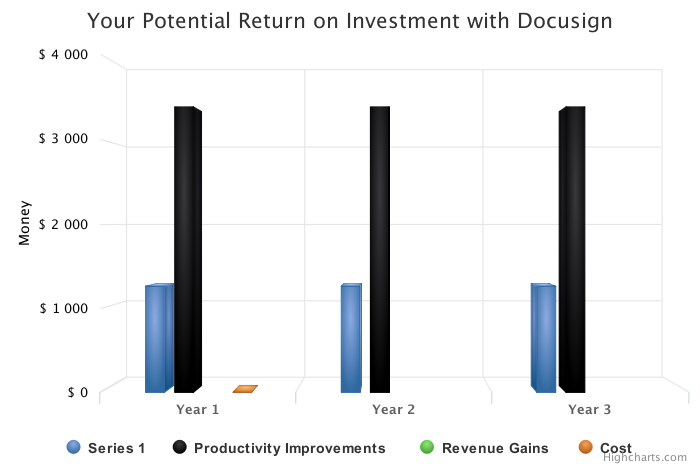 Your Potential Return on Investment with Docusign
$ 4 000
$ 3 000
$ 2 000
$ 1 000
$ 0
Money
Year 1
Year 2
Year 3
Series 1
Productivity Improvements
Revenue Gains
Cost
Highcharts.com